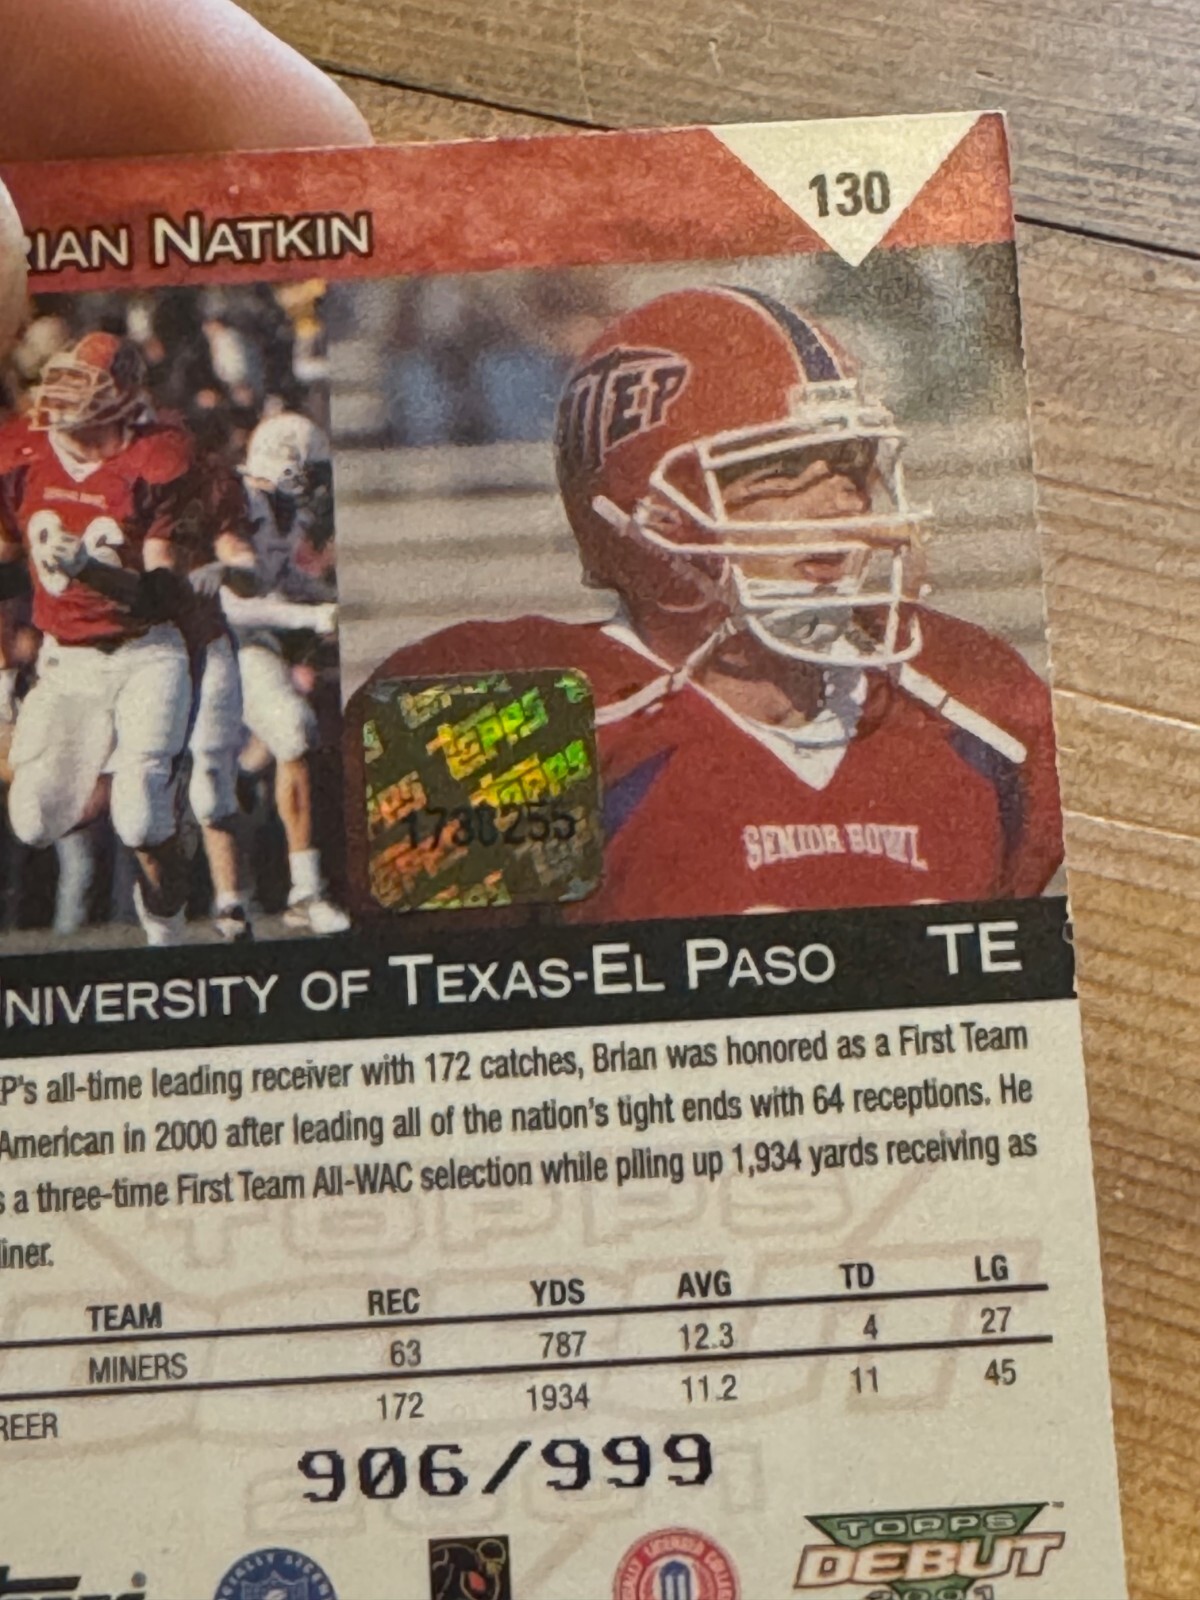 RIAN NATKIN
130
UTEP
SENIOR BOWL
TOPPS
TOPPS
NIVERSITY OF TEXAS-EL PASO TE
P's all-time leading receiver with 172 catches, Brian was honored as a First Team
American in 2000 after leading all of the nation's tight ends with 64 receptions. He
s a three-time First Team All-WAC selection while piling up 1,934 yards receiving as
iner.
TEAM REC YDS AVG TD LG
MINERS 63 787 12.3 4 27
REER 172 1934 11.2 11 45
906/999
TOPPS
DEBUT
2001